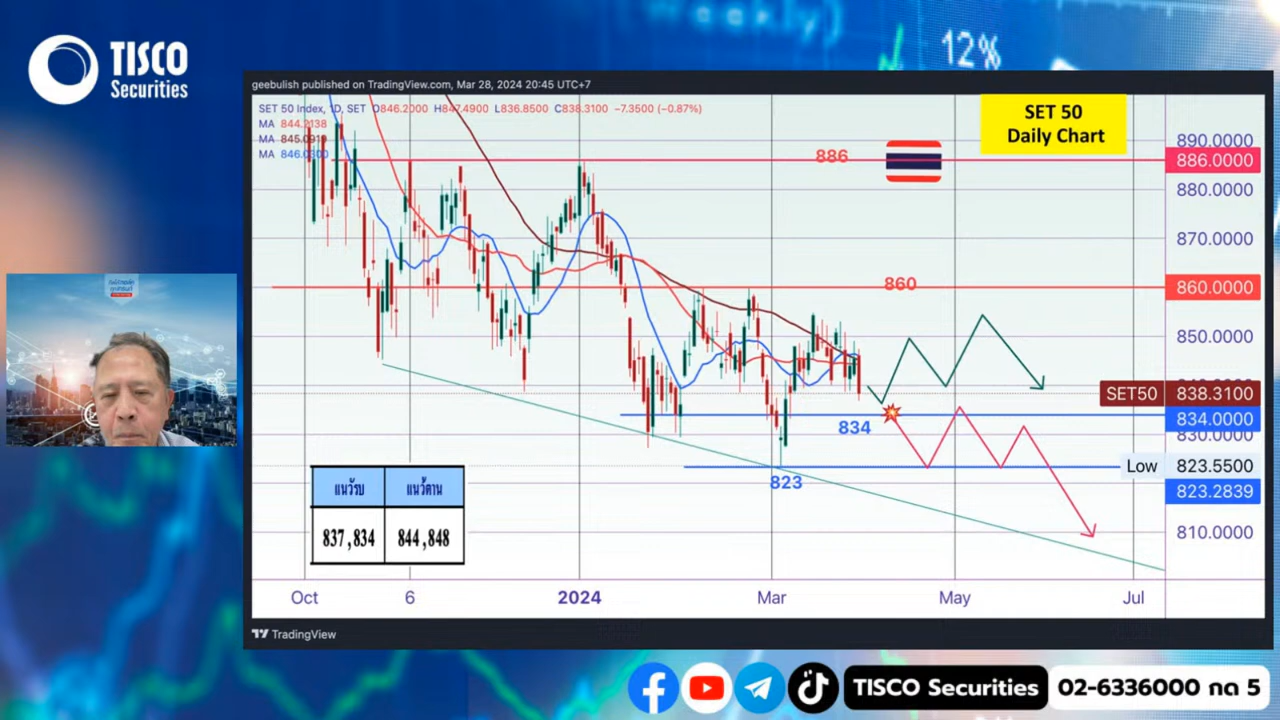 TISCO
Securities
Weekly)
12%
geebulish published on TradingView.com, Mar 28, 2024 20:45 UTC+7
SET 50 Index, 1D, SET O846.2000 H847.4900 L836.8500 C838.3100 −7.3500 (−0.87%)
MA 844.2138
MA 845.0919
MA 846.0300
SET 50
Daily Chart
886
860
834
823
890.0000
886.0000
880.0000
870.0000
860.0000
850.0000
SET50 838.3100
834.0000
830.0000
Low 823.5500
823.2839
810.0000
แนวรับ แนวต้าน
837,834 844,848
Oct 6 2024 Mar May Jul
TradingView
TISCO Securities 02-6336000 กด 5